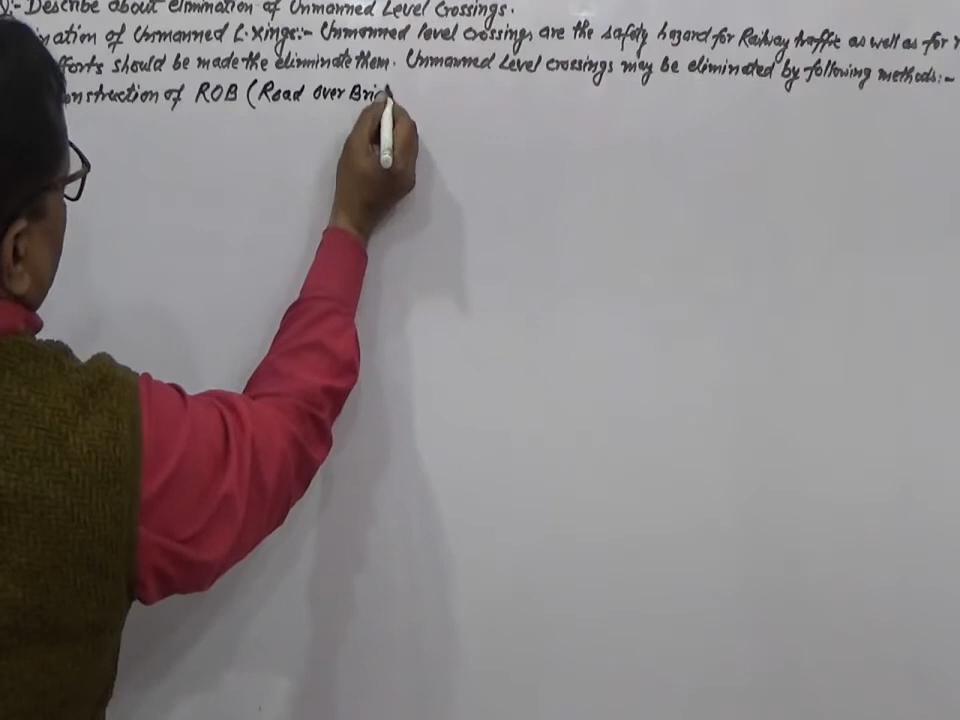 :- Describe about Elimination of Unmanned Level Crossings.
ination of Unmanned L.Xings:- Unmanned level crossings are the safety hazard for Railway traffic as well as for
fforts should be made the eliminate them. Unmanned Level crossings may be eliminated by following methods:-
onstruction of ROB (Road Over Bri